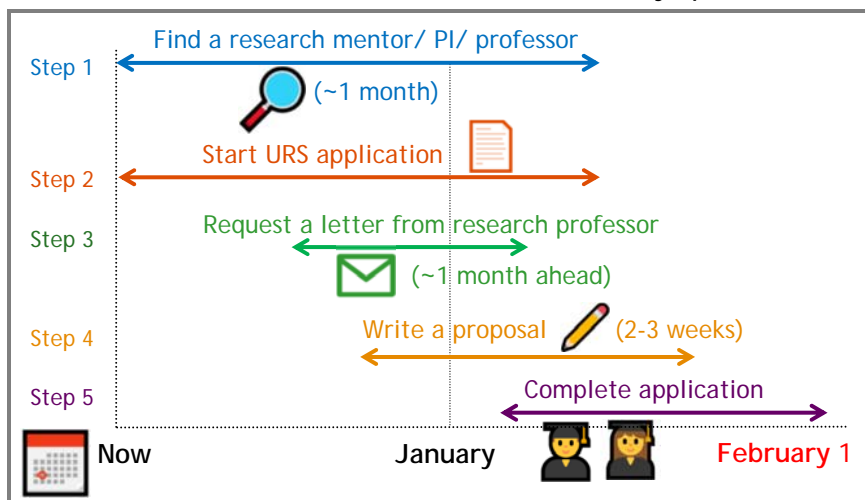 Find a research mentor/ PI/ professor
Step 1
(~1 month)
Start URS application
Step 2
Request a letter from research professor
Step 3
(~1 month ahead)
Write a proposal (2-3 weeks)
Step 4
Complete application
Step 5
Now January February 1